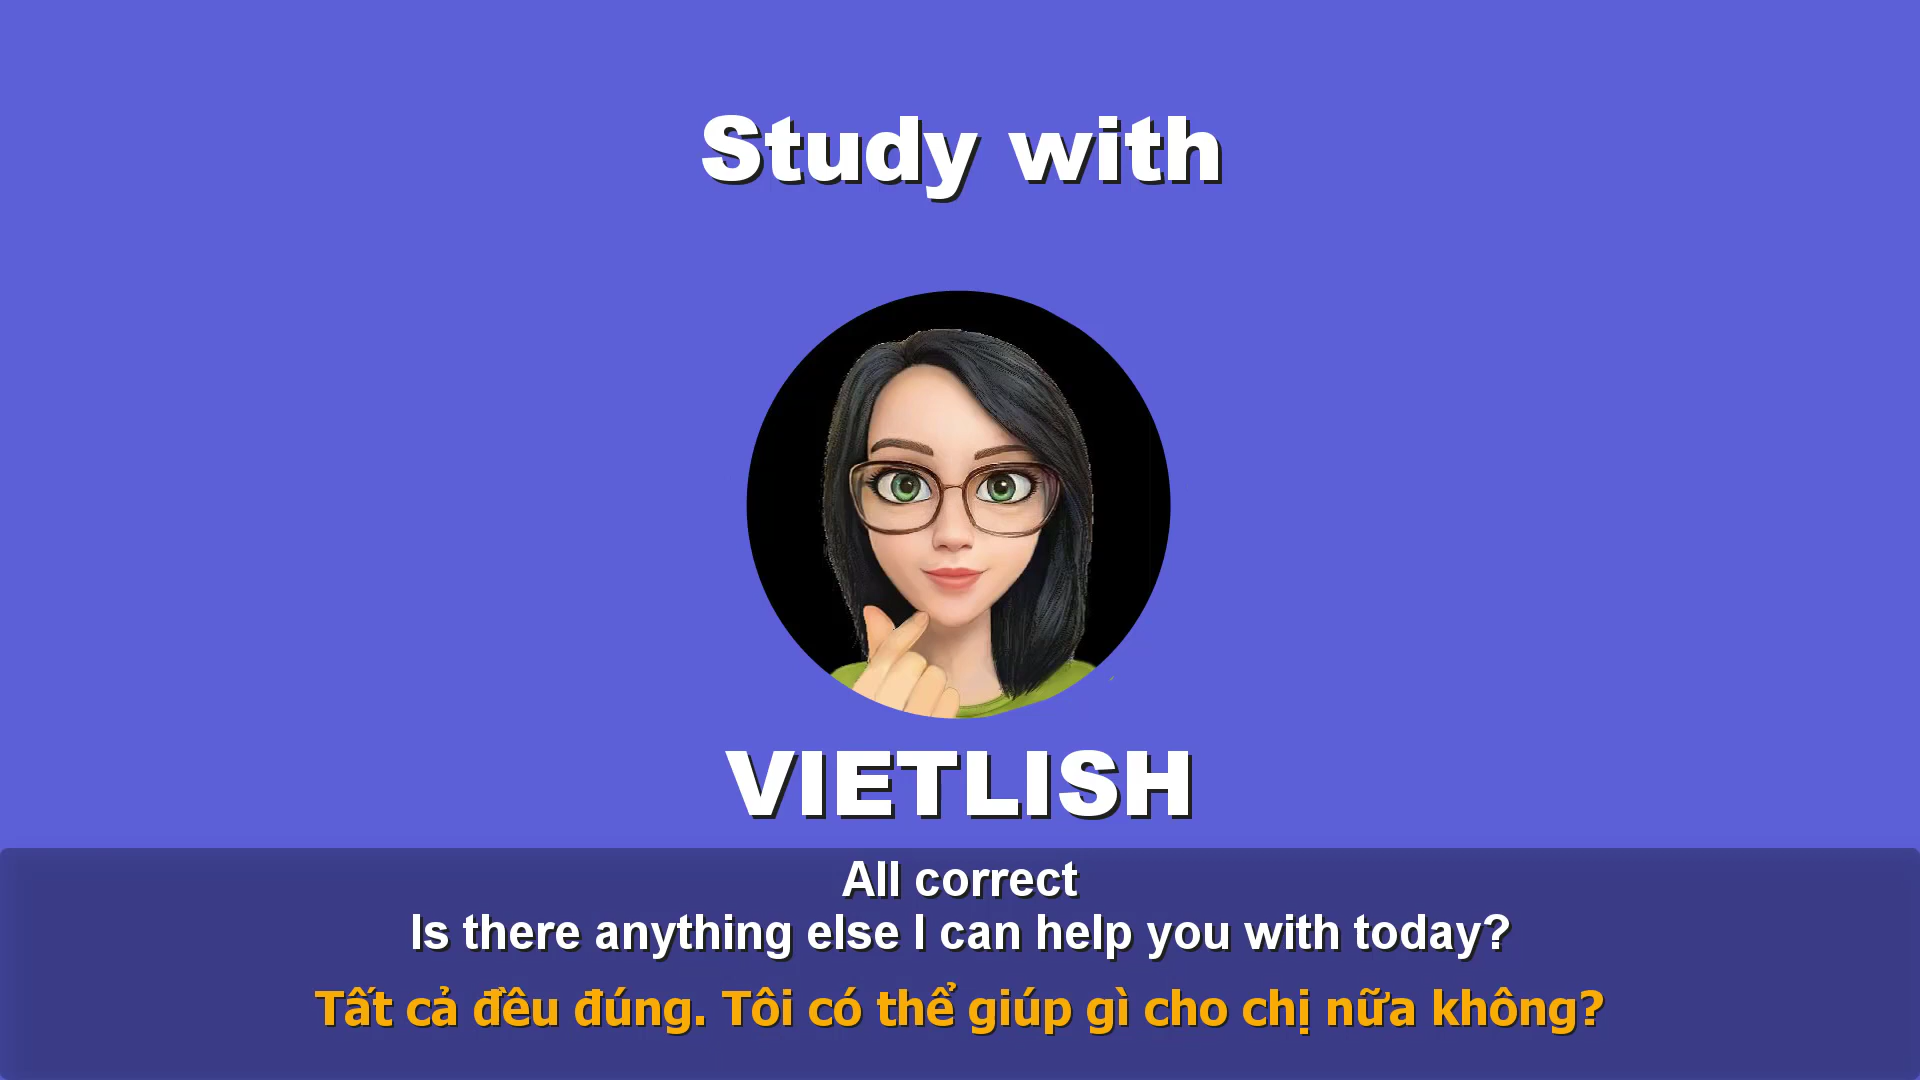 Study with
VIETLISH
All correct
Is there anything else I can help you with today?
Tất cả đều đúng. Tôi có thể giúp gì cho chị nữa không?